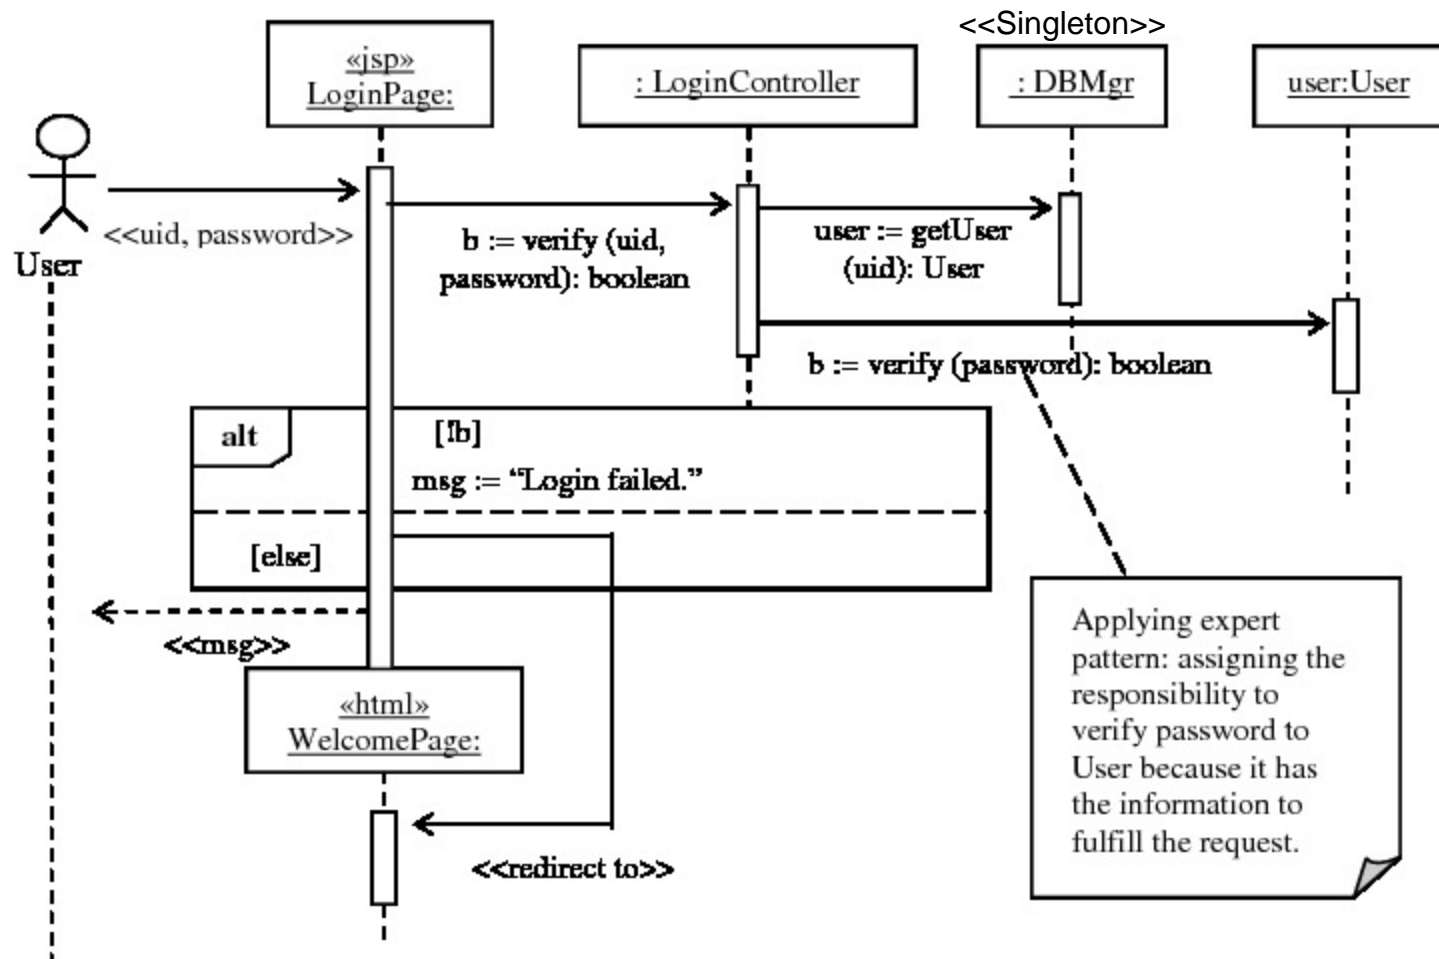 <<Singleton>>
«jsp»
LoginPage:
: LoginController
: DBMgr
user:User
User
<<uid, password>>
b := verify (uid,
password): boolean
user := getUser
(uid): User
b := verify (password): boolean
alt
[!b]
msg := “Login failed.”
[else]
<<msg>>
«html»
WelcomePage:
<<redirect to>>
Applying expert
pattern: assigning the
responsibility to
verify password to
User because it has
the information to
fulfill the request.